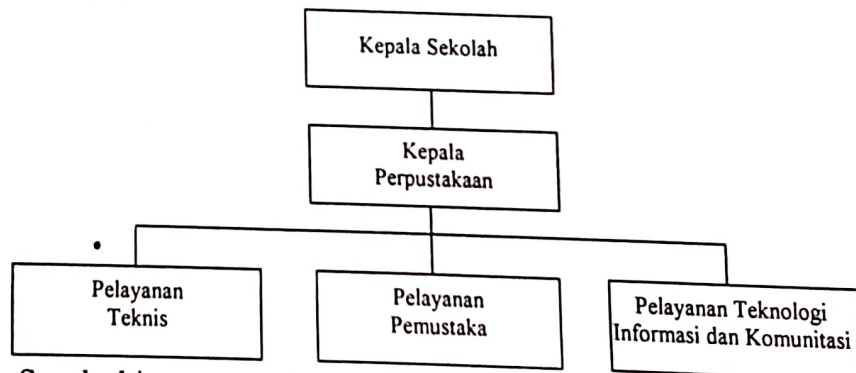 Kepala Sekolah
Kepala
Perpustakaan
Pelayanan
Teknis
Pelayanan
Pemustaka
Pelayanan Teknologi
Informasi dan Komunitasi